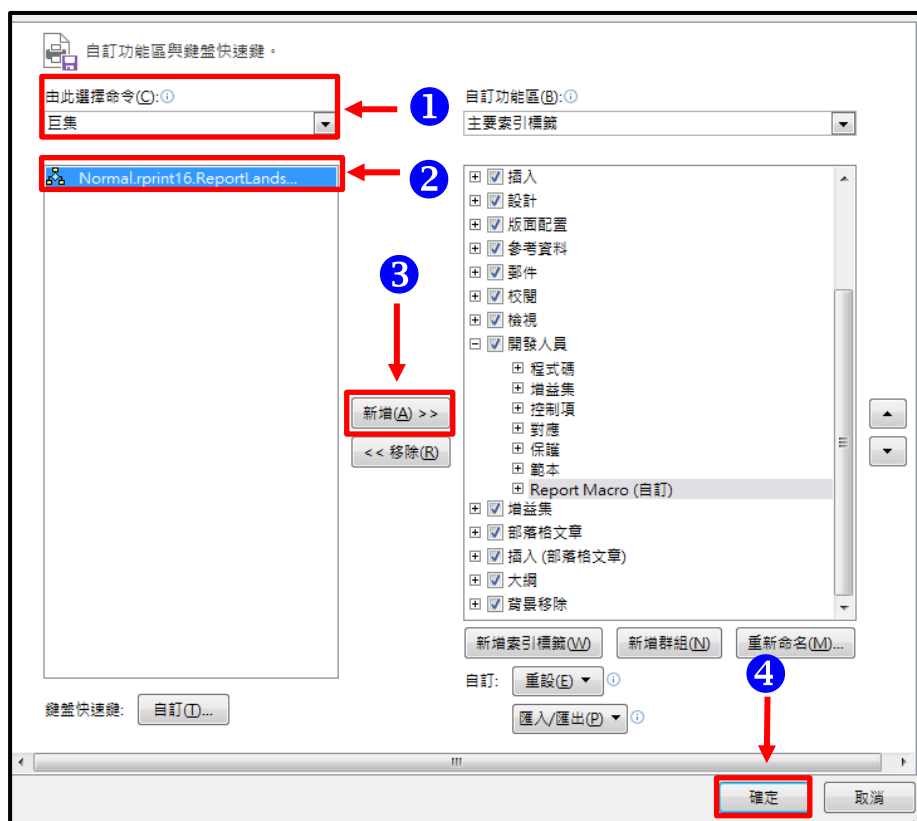 自訂功能區與鍵盤快速鍵。
由此選擇命令(C):
巨集
1
Normal.rprint16.ReportLands...
2
3
新增(A) >>
<< 移除(R)
自訂功能區(B):
主要索引標籤
插入
設計
版面配置
參考資料
郵件
校閱
檢視
開發人員
程式碼
增益集
控制項
對應
保護
範本
Report Macro (自訂)
增益集
部落格文章
插入 (部落格文章)
大綱
背景移除
新增索引標籤(W) 新增群組(N) 重新命名(M)...
自訂: 重設(E)
4
鍵盤快速鍵: 自訂(T)...
匯入/匯出(P)
確定 取消